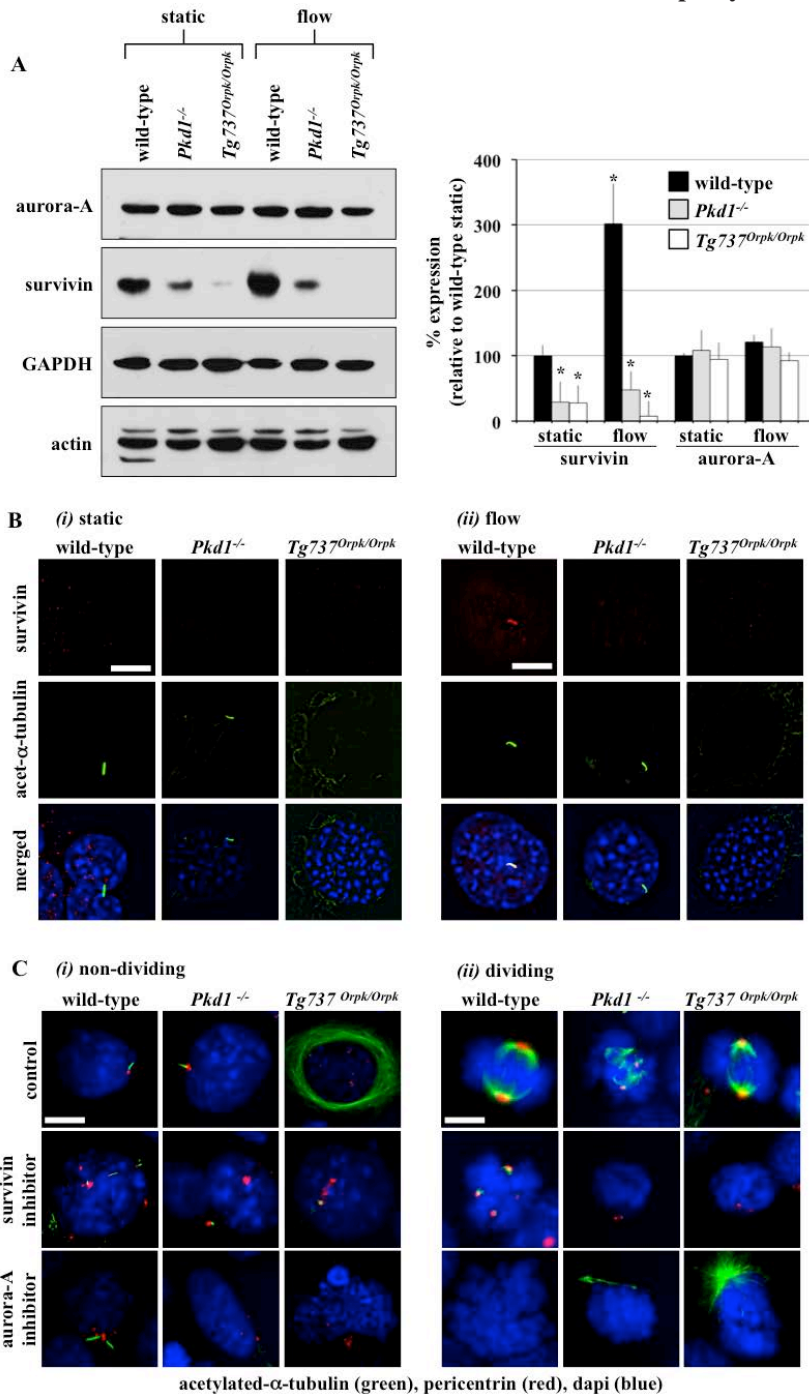 static flow
A
wild-type Pkd1-/- Tg737Orpk/Orpk wild-type Pkd1-/- Tg737Orpk/Orpk
aurora-A
survivin
GAPDH
actin
% expression
(relative to wild-type static)
400
300
200
100
0
wild-type
Pkd1-/-
Tg737Orpk/Orpk
*
* *
* *
static flow static flow
survivin aurora-A
B (i) static (ii) flow
wild-type Pkd1-/- Tg737Orpk/Orpk wild-type Pkd1-/- Tg737Orpk/Orpk
survivin
acet-α-tubulin
merged
C (i) non-dividing (ii) dividing
wild-type Pkd1 -/- Tg737 Orpk/Orpk wild-type Pkd1 -/- Tg737 Orpk/Orpk
control
survivin
inhibitor
aurora-A
inhibitor
acetylated-α-tubulin (green), pericentrin (red), dapi (blue)